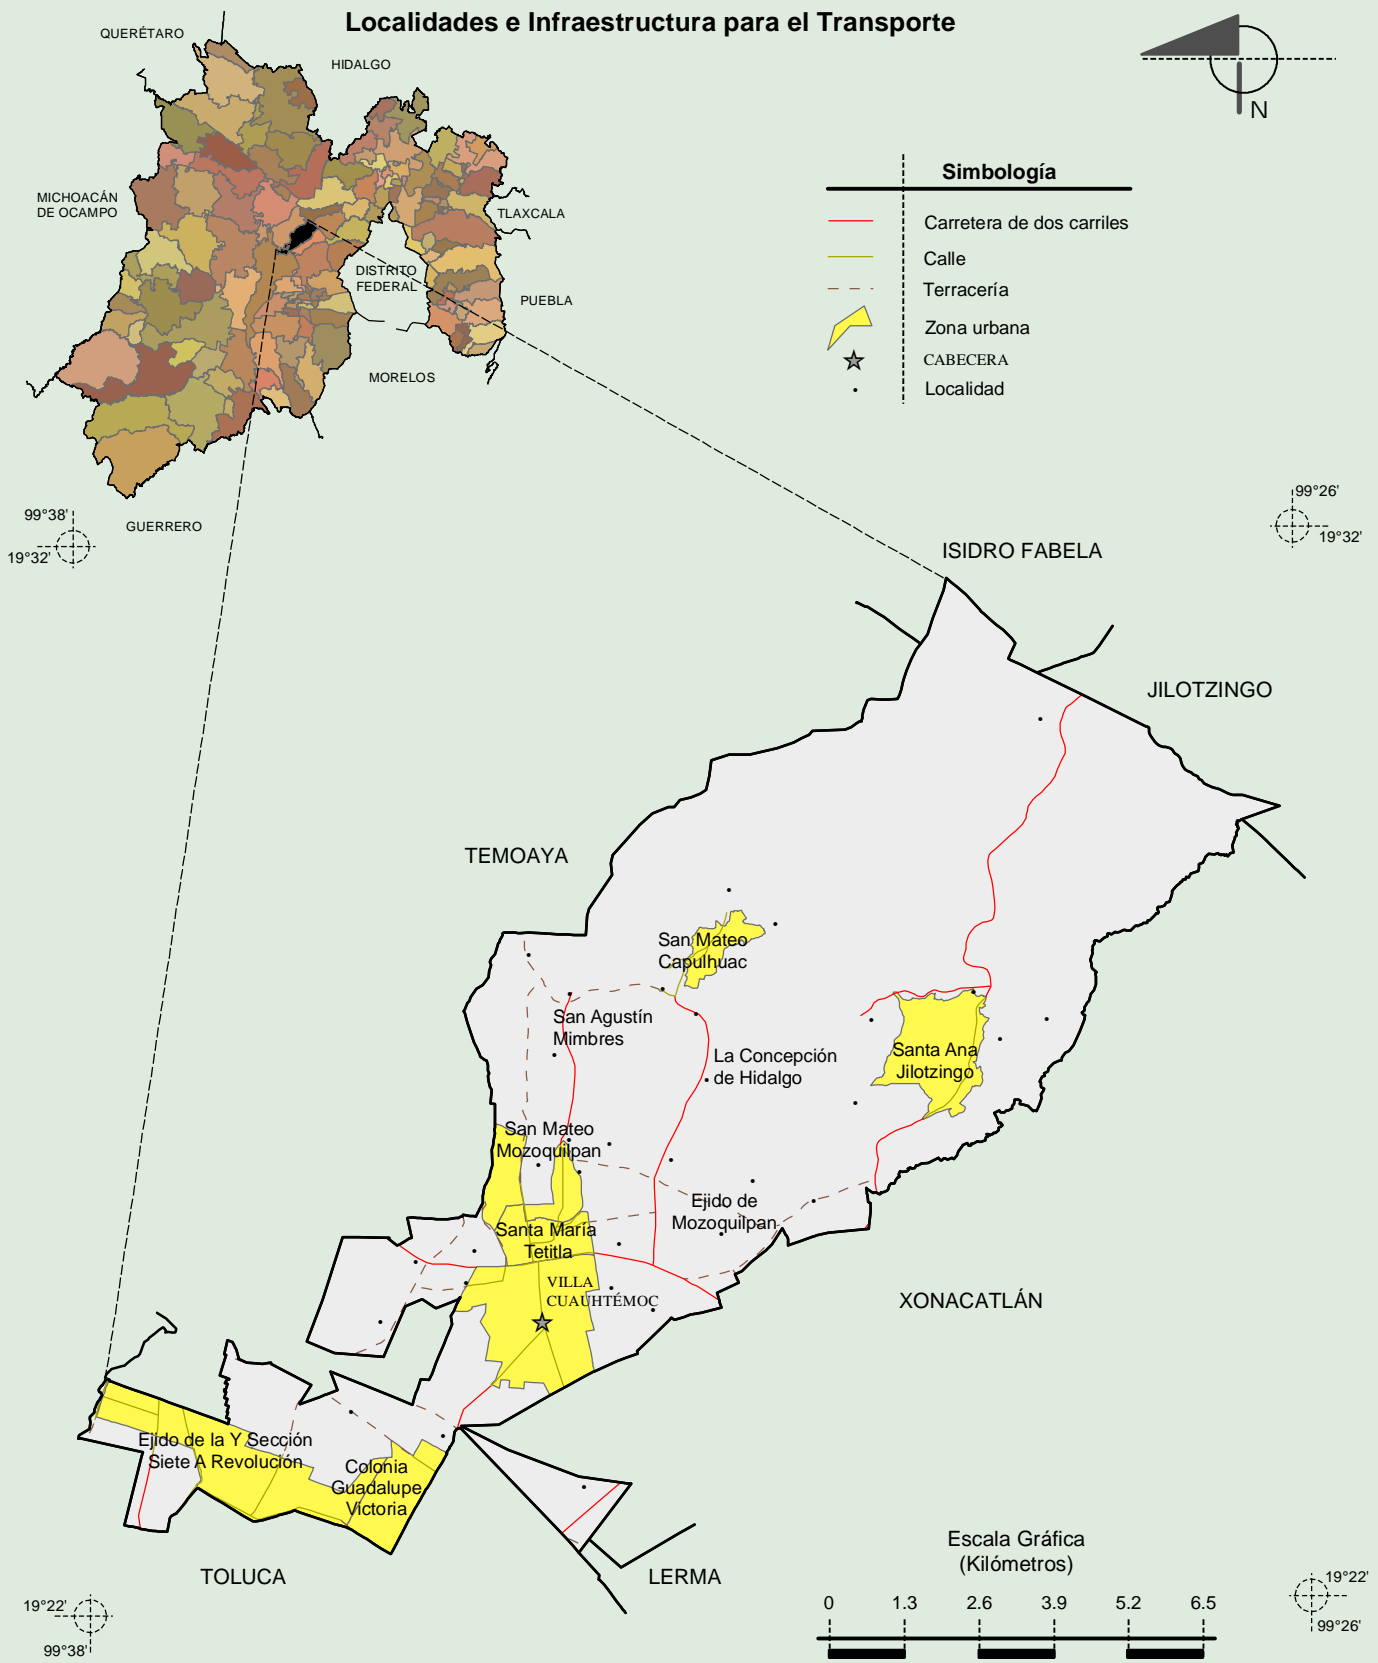 Localidades e Infraestructura para el Transporte
QUERÉTARO
HIDALGO
MICHOACÁN
DE OCAMPO
TLAXCALA
DISTRITO
FEDERAL
PUEBLA
MORELOS
GUERRERO
N
Simbología
Carretera de dos carriles
Calle
Terracería
Zona urbana
CABECERA
Localidad
99°38'
19°32'
99°26'
19°32'
ISIDRO FABELA
JILOTZINGO
TEMOAYA
San Mateo
Capulhuac
San Agustín
Mimbres
La Concepción
de Hidalgo
Santa Ana
Jilotzingo
San Mateo
Mozoquilpan
Ejido de
Mozoquilpan
Santa María
Tetitla
VILLA
CUAUHTÉMOC
XONACATLÁN
Ejido de la Y Sección
Siete A Revolución
Colonia
Guadalupe
Victoria
TOLUCA
LERMA
Escala Gráfica
(Kilómetros)
0 1.3 2.6 3.9 5.2 6.5
19°22'
99°38'
19°22'
99°26'